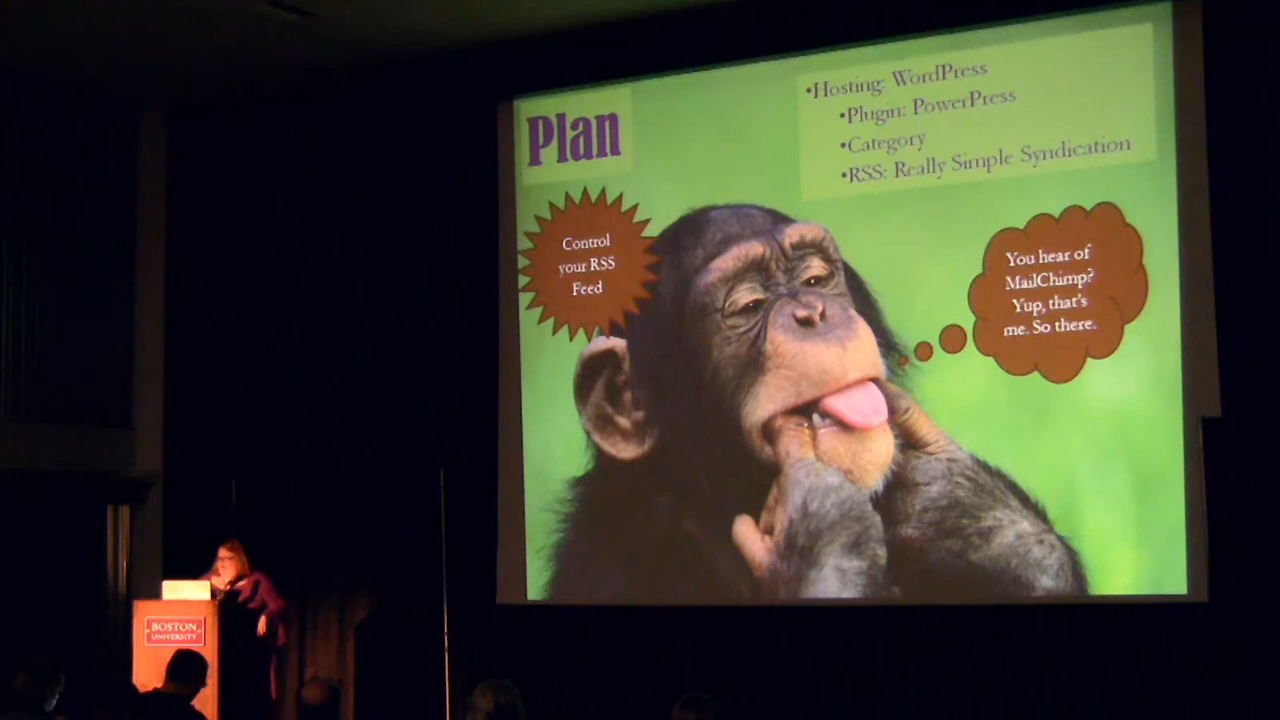 Plan
•Hosting: WordPress
•Plugin: PowerPress
•Category
•RSS: Really Simple Syndication
Control
your RSS
Feed
You hear of
MailChimp?
Yup, that's
me. So there.
BOSTON
UNIVERSITY